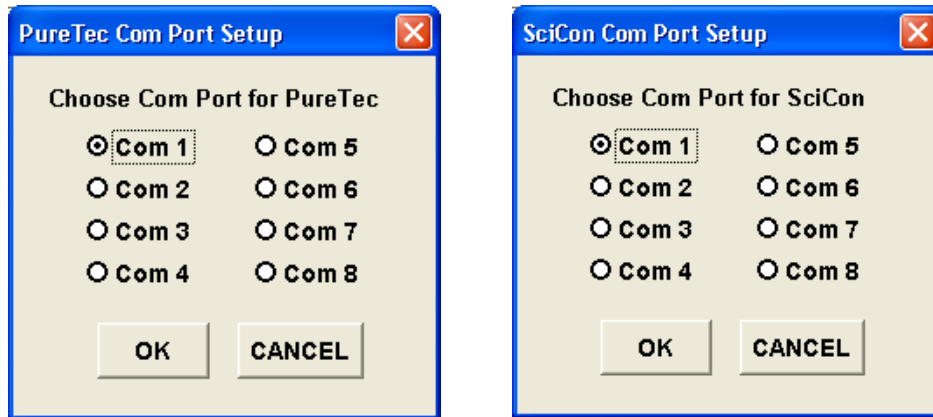 PureTec Com Port Setup
Choose Com Port for PureTec
Com 1 Com 5
Com 2 Com 6
Com 3 Com 7
Com 4 Com 8
OK CANCEL
SciCon Com Port Setup
Choose Com Port for SciCon
Com 1 Com 5
Com 2 Com 6
Com 3 Com 7
Com 4 Com 8
OK CANCEL